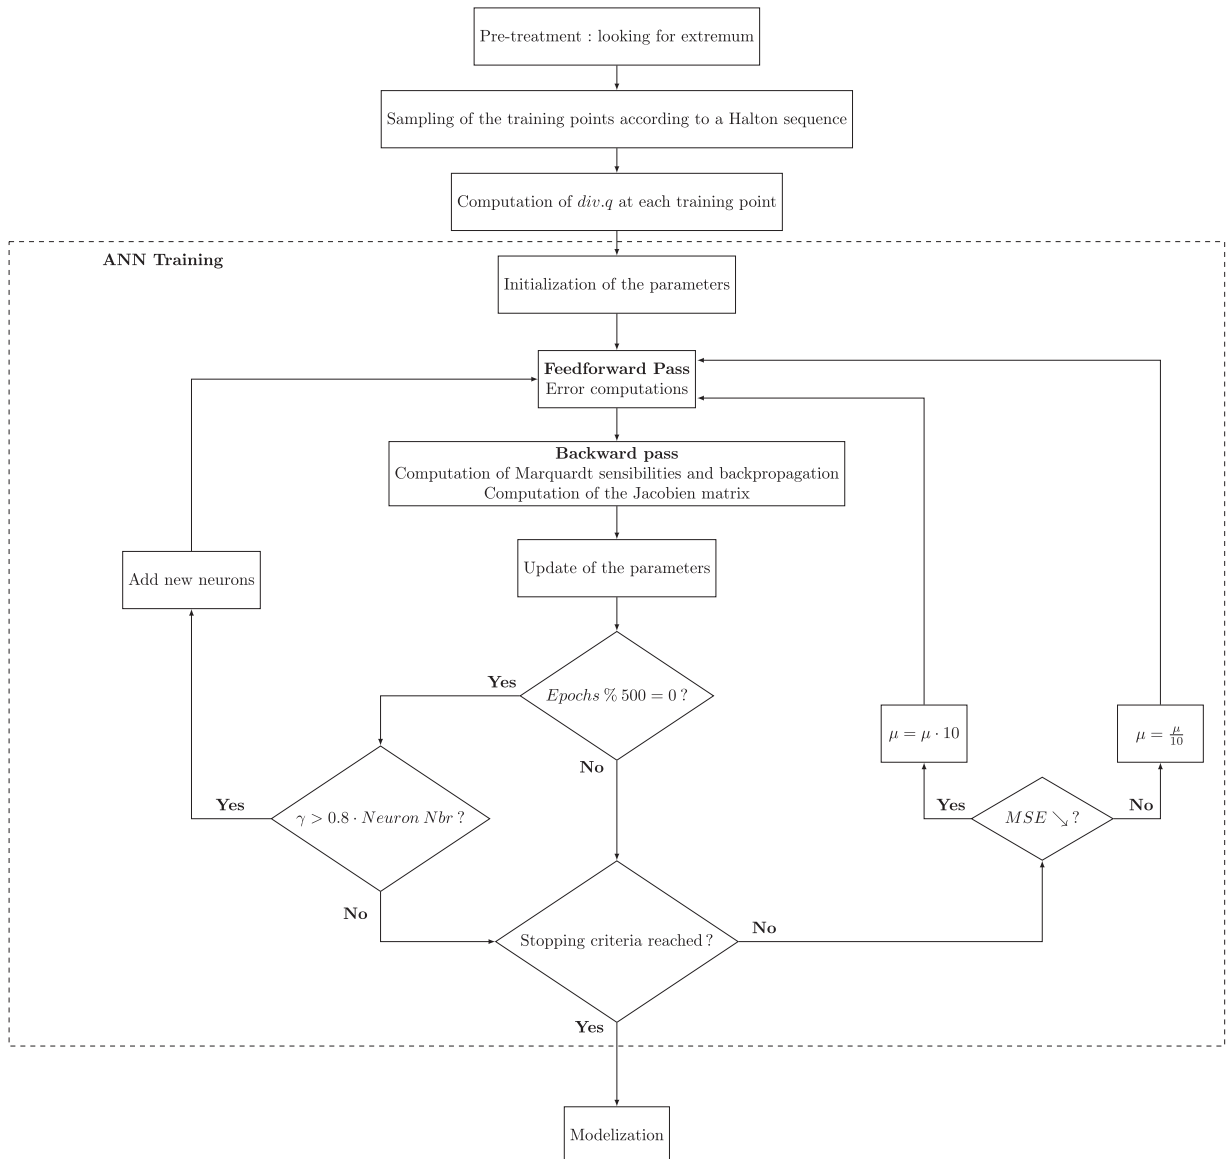 Pre-treatment : looking for extremum
Sampling of the training points according to a Halton sequence
Computation of div.q at each training point
ANN Training
Initialization of the parameters
Feedforward Pass
Error computations
Backward pass
Computation of Marquardt sensibilities and backpropagation
Computation of the Jacobien matrix
Add new neurons
Update of the parameters
Yes
Epochs % 500 = 0 ?
No
μ = μ · 10
μ = μ/10
Yes
γ > 0.8 · Neuron Nbr ?
Yes
MSE ↘ ?
No
No
Stopping criteria reached ?
No
Yes
Modelization